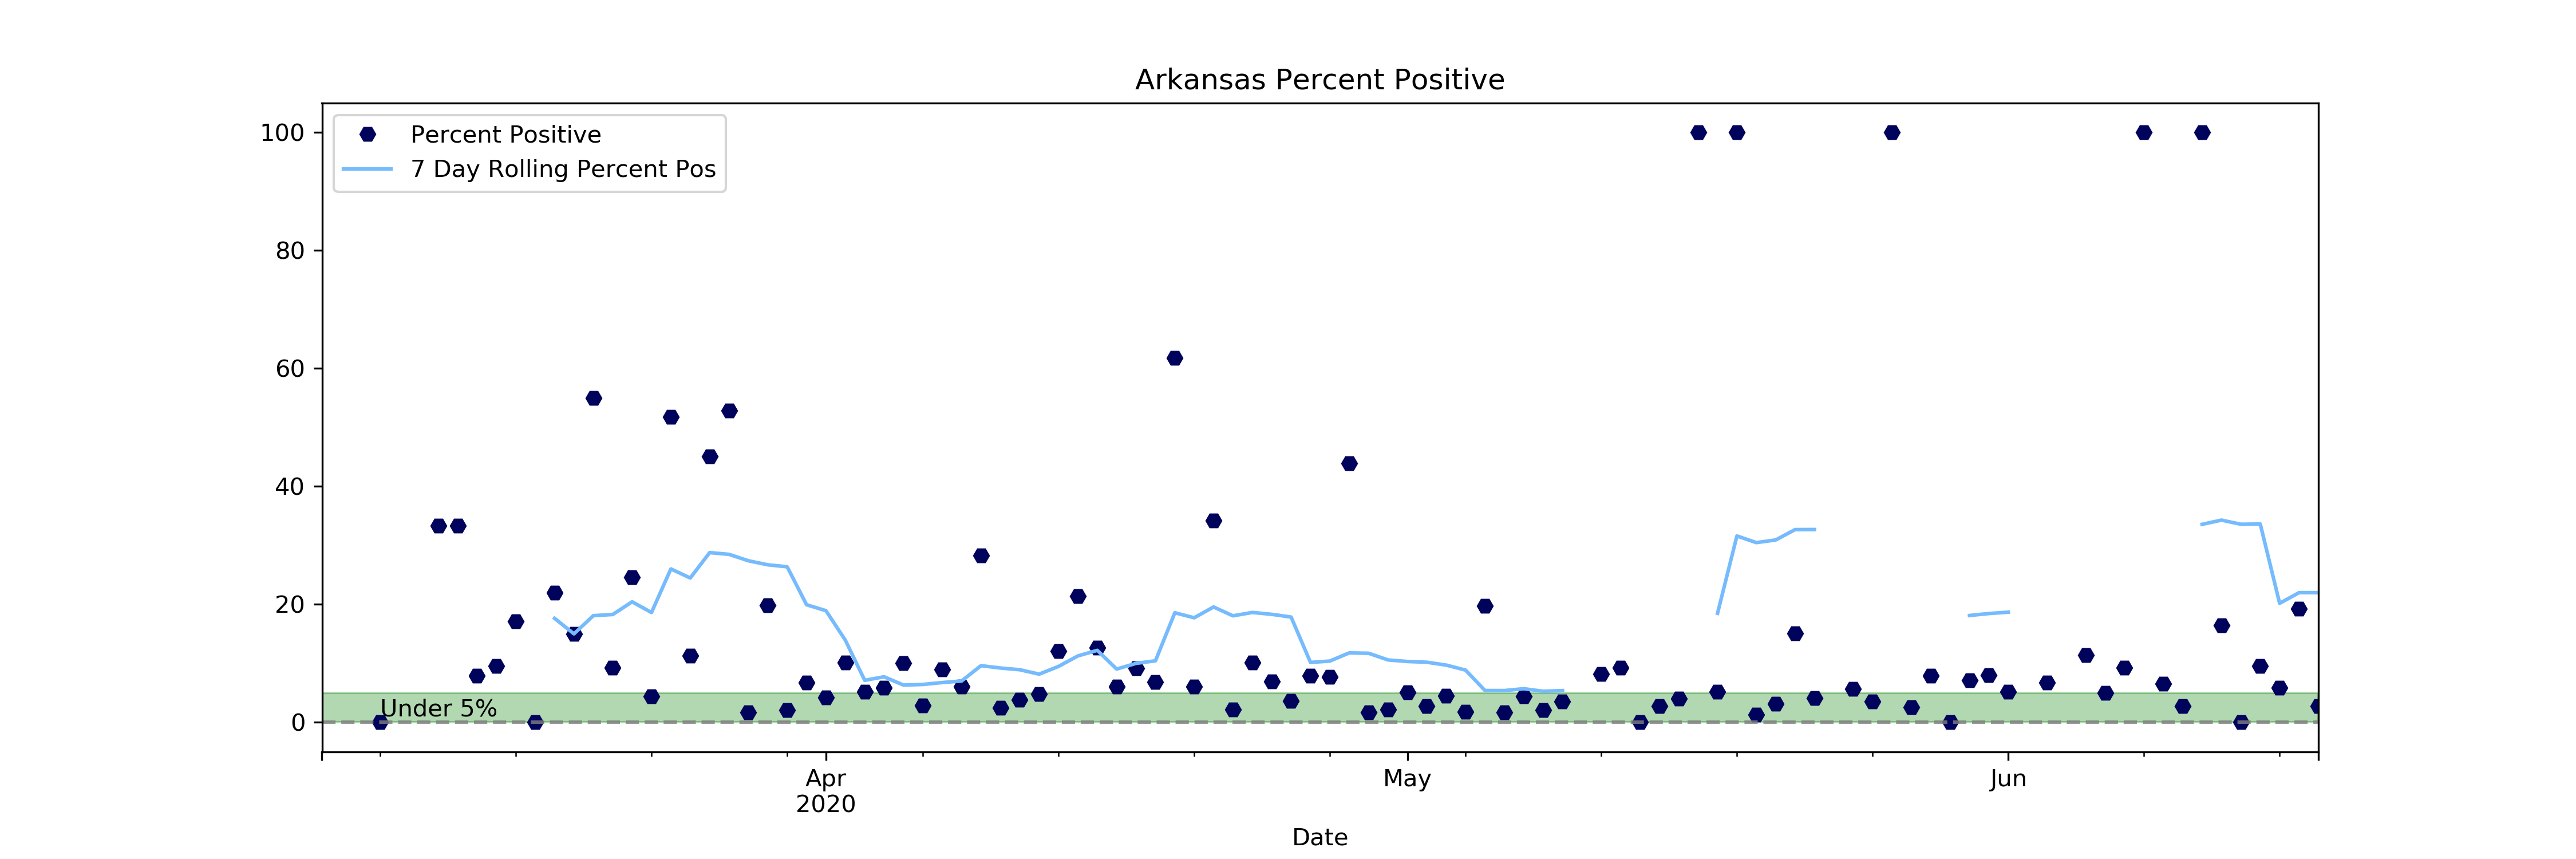 Arkansas Percent Positive
Percent Positive
7 Day Rolling Percent Pos
100
80
60
40
20
0
Under 5%
Apr
2020
May
Jun
Date